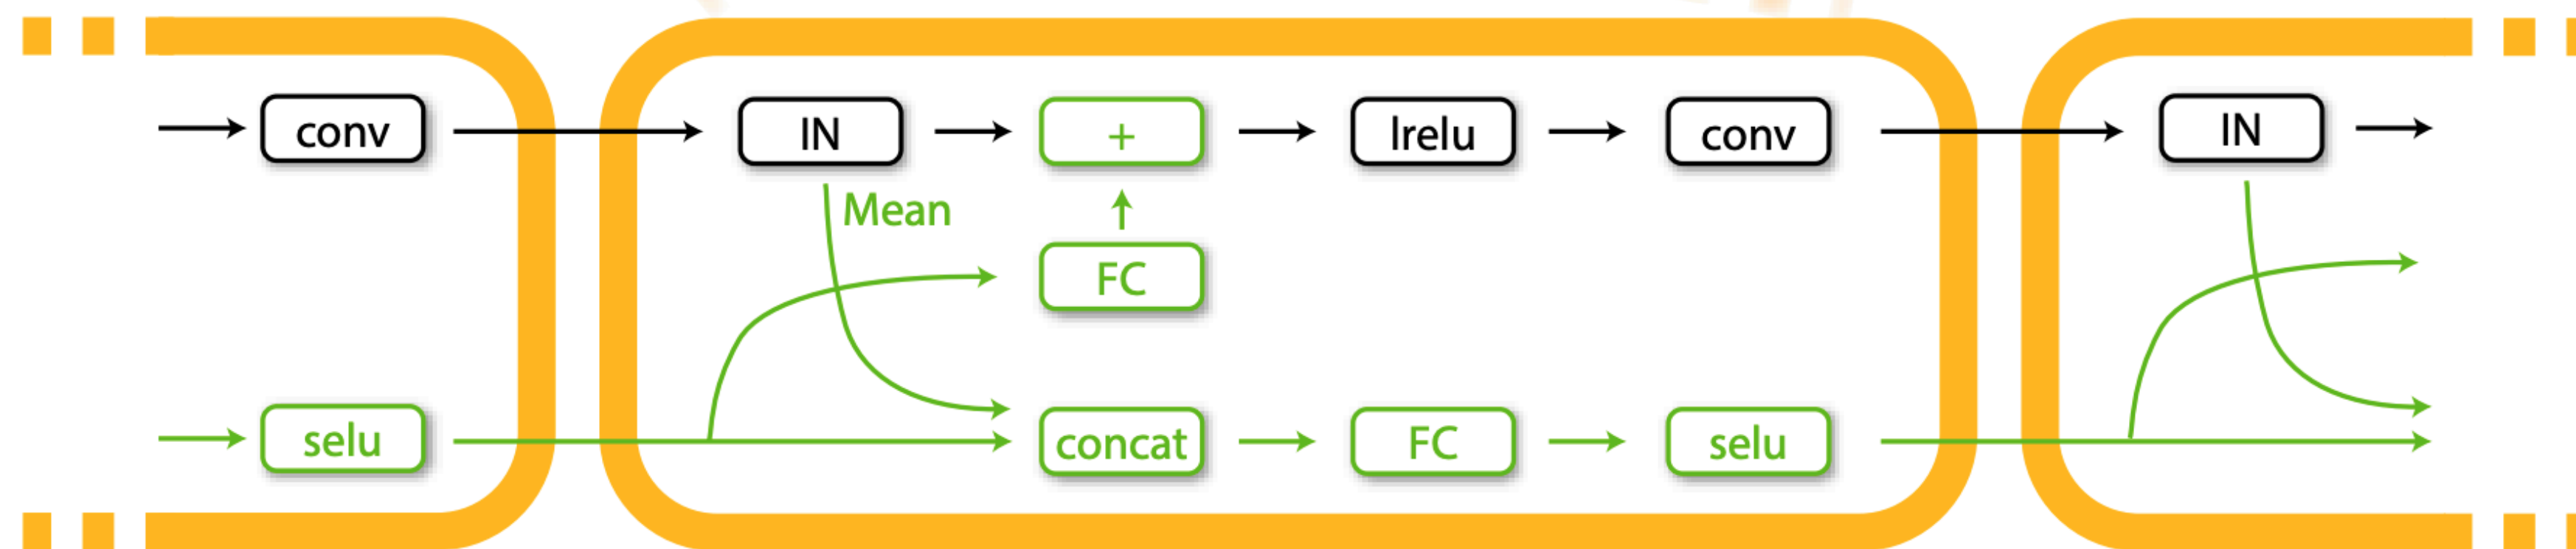 conv
IN
+
lrelu
conv
IN
Mean
FC
selu
concat
FC
selu